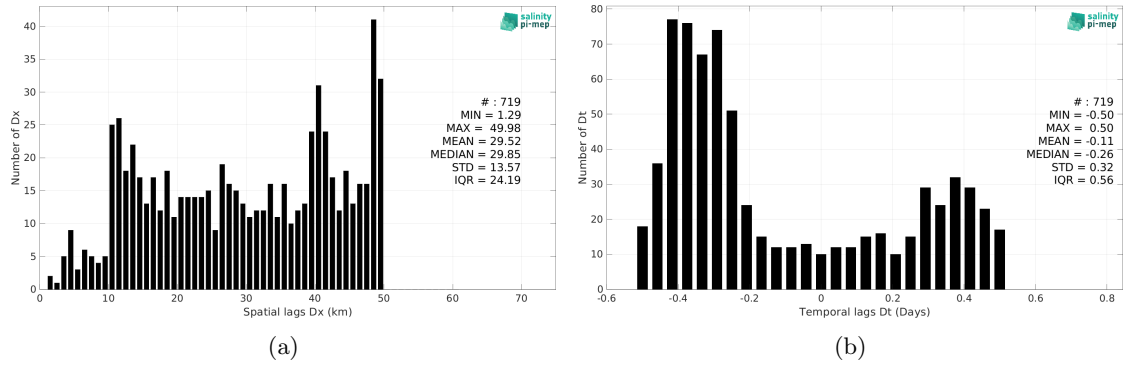 salinity
pi-mep
# : 719
MIN = 1.29
MAX = 49.98
MEAN = 29.52
MEDIAN = 29.85
STD = 13.57
IQR = 24.19
Number of Dx
40
35
30
25
20
15
10
5
0
0 10 20 30 40 50 60 70
Spatial lags Dx (km)
(a)
salinity
pi-mep
# : 719
MIN = -0.50
MAX = 0.50
MEAN = -0.11
MEDIAN = -0.26
STD = 0.32
IQR = 0.56
Number of Dt
80
70
60
50
40
30
20
10
0
-0.6 -0.4 -0.2 0 0.2 0.4 0.6 0.8
Temporal lags Dt (Days)
(b)